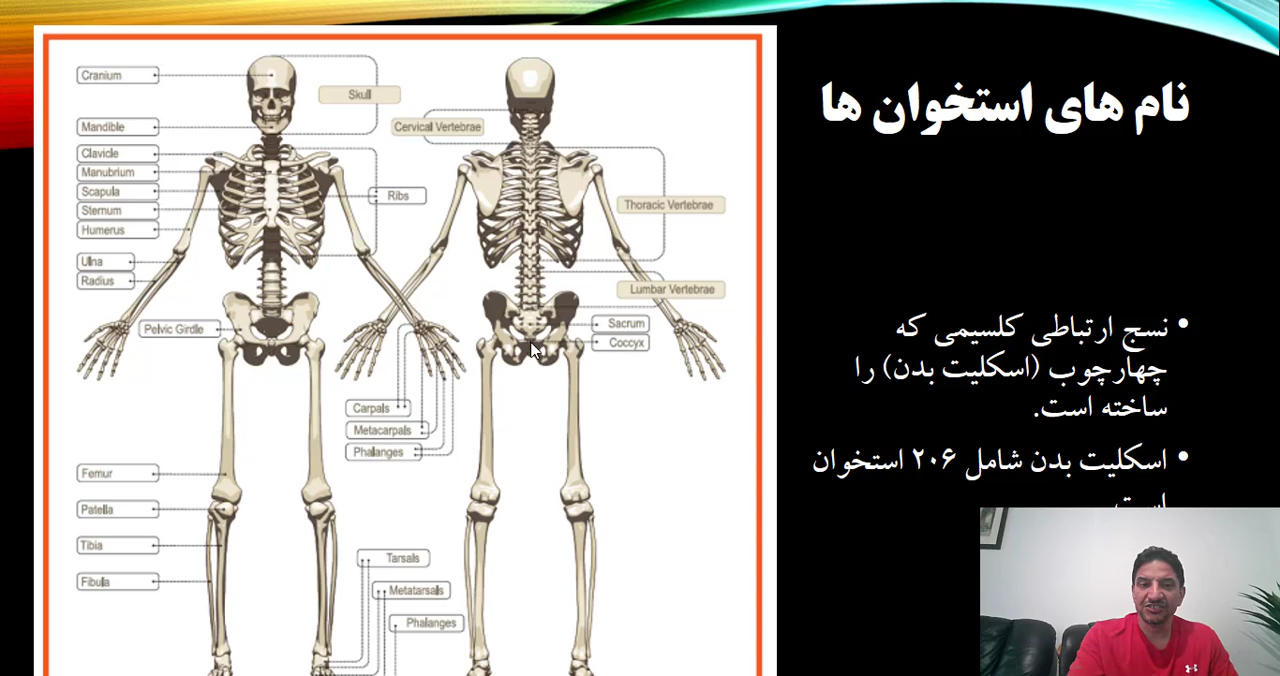 نام های استخوان ها
Cranium
Skull
Mandible
Cervical Vertebrae
Clavicle
Manubrium
Scapula
Ribs
Sternum
Thoracic Vertebrae
Humerus
Ulna
Radius
Lumbar Vertebrae
Pelvic Girdle
Sacrum
Coccyx
Carpals
Metacarpals
Phalanges
Femur
Patella
Tibia
Tarsals
Fibula
Metatarsals
Phalanges
• نسج ارتباطی کلسیمی که
چهارچوب (اسکلیت بدن) را
ساخته است.
• اسکلیت بدن شامل ۲۰۶ استخوان
است